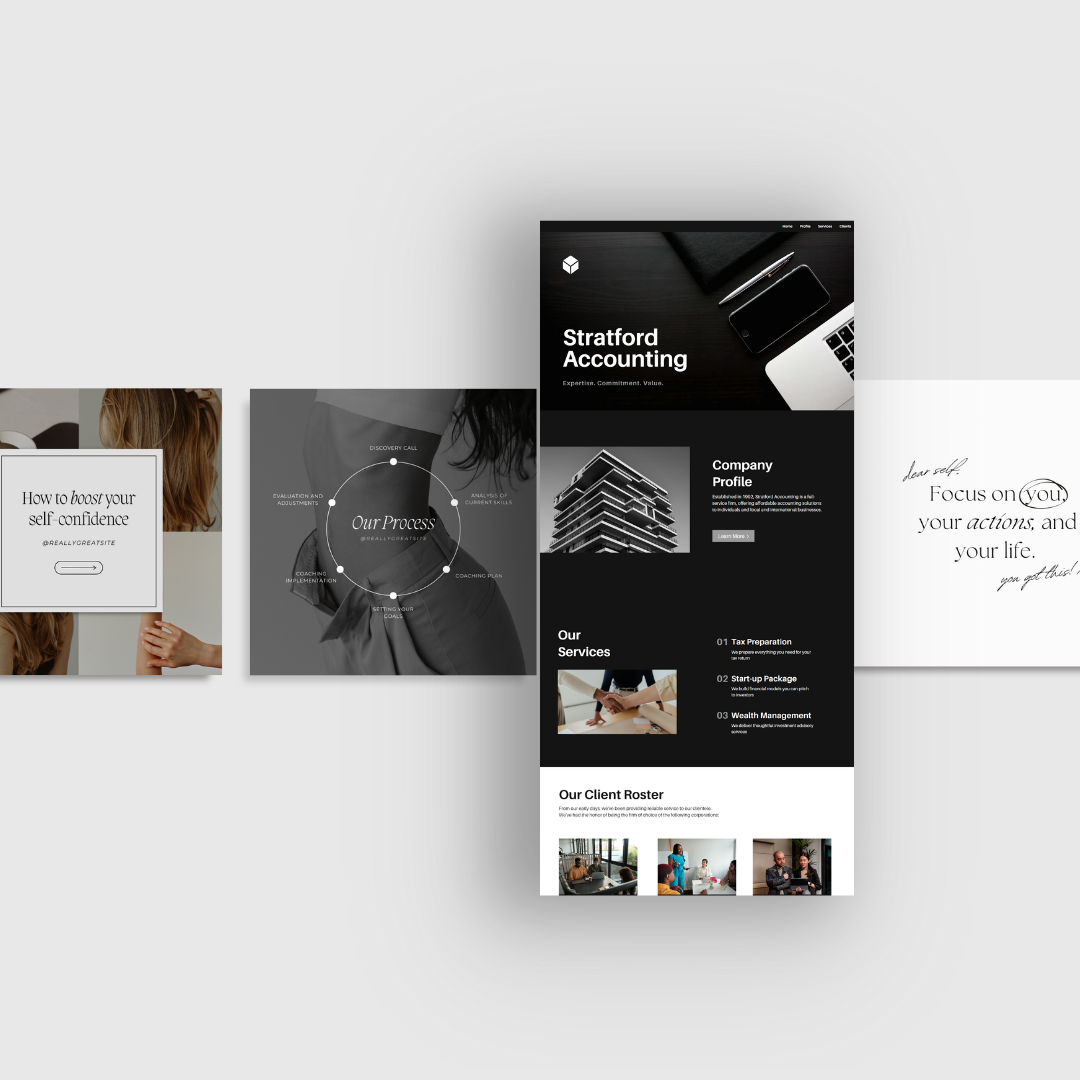 How to boost your
self-confidence
@REALLYGREATSITE
DISCOVERY CALL
EVALUATION AND
ADJUSTMENTS
ANALYSIS OF
CURRENT SKILLS
Our Process
@REALLYGREATSITE
COACHING
IMPLEMENTATION
COACHING PLAN
SETTING YOUR
GOALS
Home Profile Services Clients
Stratford
Accounting
Expertise. Commitment. Value.
Company
Profile
Established in 1902, Stratford Accounting is a full-
service firm, offering affordable accounting solutions
to individuals and local and international businesses.
Learn More
Our
Services
01 Tax Preparation
We prepare everything you need for your
tax return
02 Start-up Package
We build financial models you can pitch
to investors
03 Wealth Management
We deliver thoughtful investment advisory
services
Our Client Roster
From our early days, we've been providing reliable service to our clientele.
We've had the honor of being the firm of choice of the following corporations:
dear self.
Focus on you,
your actions, and
your life.
you got this!